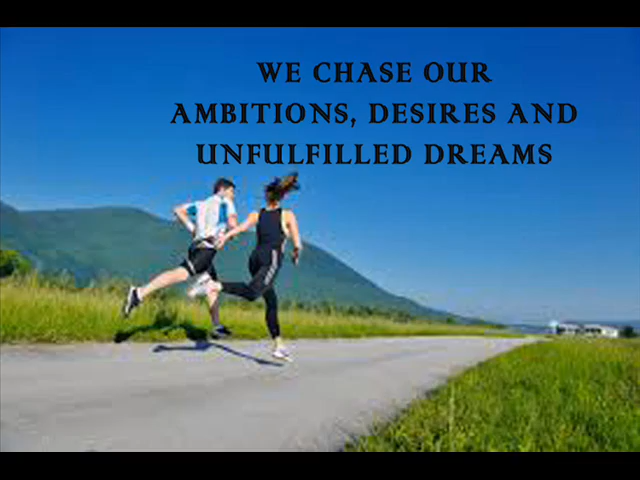 WE CHASE OUR
AMBITIONS, DESIRES AND
UNFULFILLED DREAMS